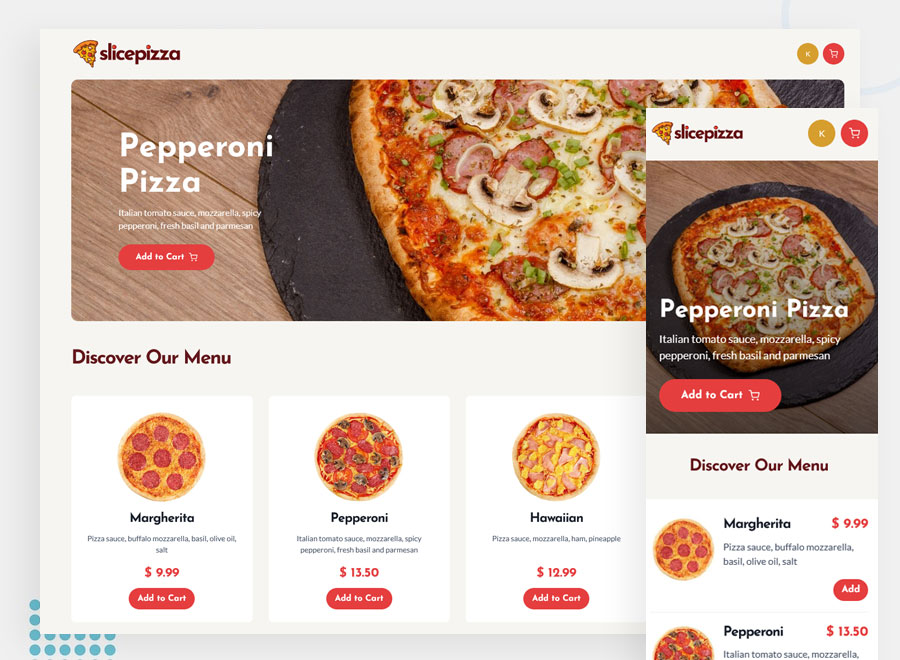 slicepizza
K
Pepperoni
Pizza
Italian tomato sauce, mozzarella, spicy
pepperoni, fresh basil and parmesan
Add to Cart
Discover Our Menu
Margherita
Pizza sauce, buffalo mozzarella, basil, olive oil,
salt
$ 9.99
Add to Cart
Pepperoni
Italian tomato sauce, mozzarella, spicy
pepperoni, fresh basil and parmesan
$ 13.50
Add to Cart
Hawaiian
Pizza sauce, mozzarella, ham, pineapple
$ 12.99
Add to Cart
slicepizza
K
Pepperoni Pizza
Italian tomato sauce, mozzarella, spicy
pepperoni, fresh basil and parmesan
Add to Cart
Discover Our Menu
Margherita $ 9.99
Pizza sauce, buffalo mozzarella,
basil, olive oil, salt
Add
Pepperoni $ 13.50
Italian tomato sauce, mozzarella,